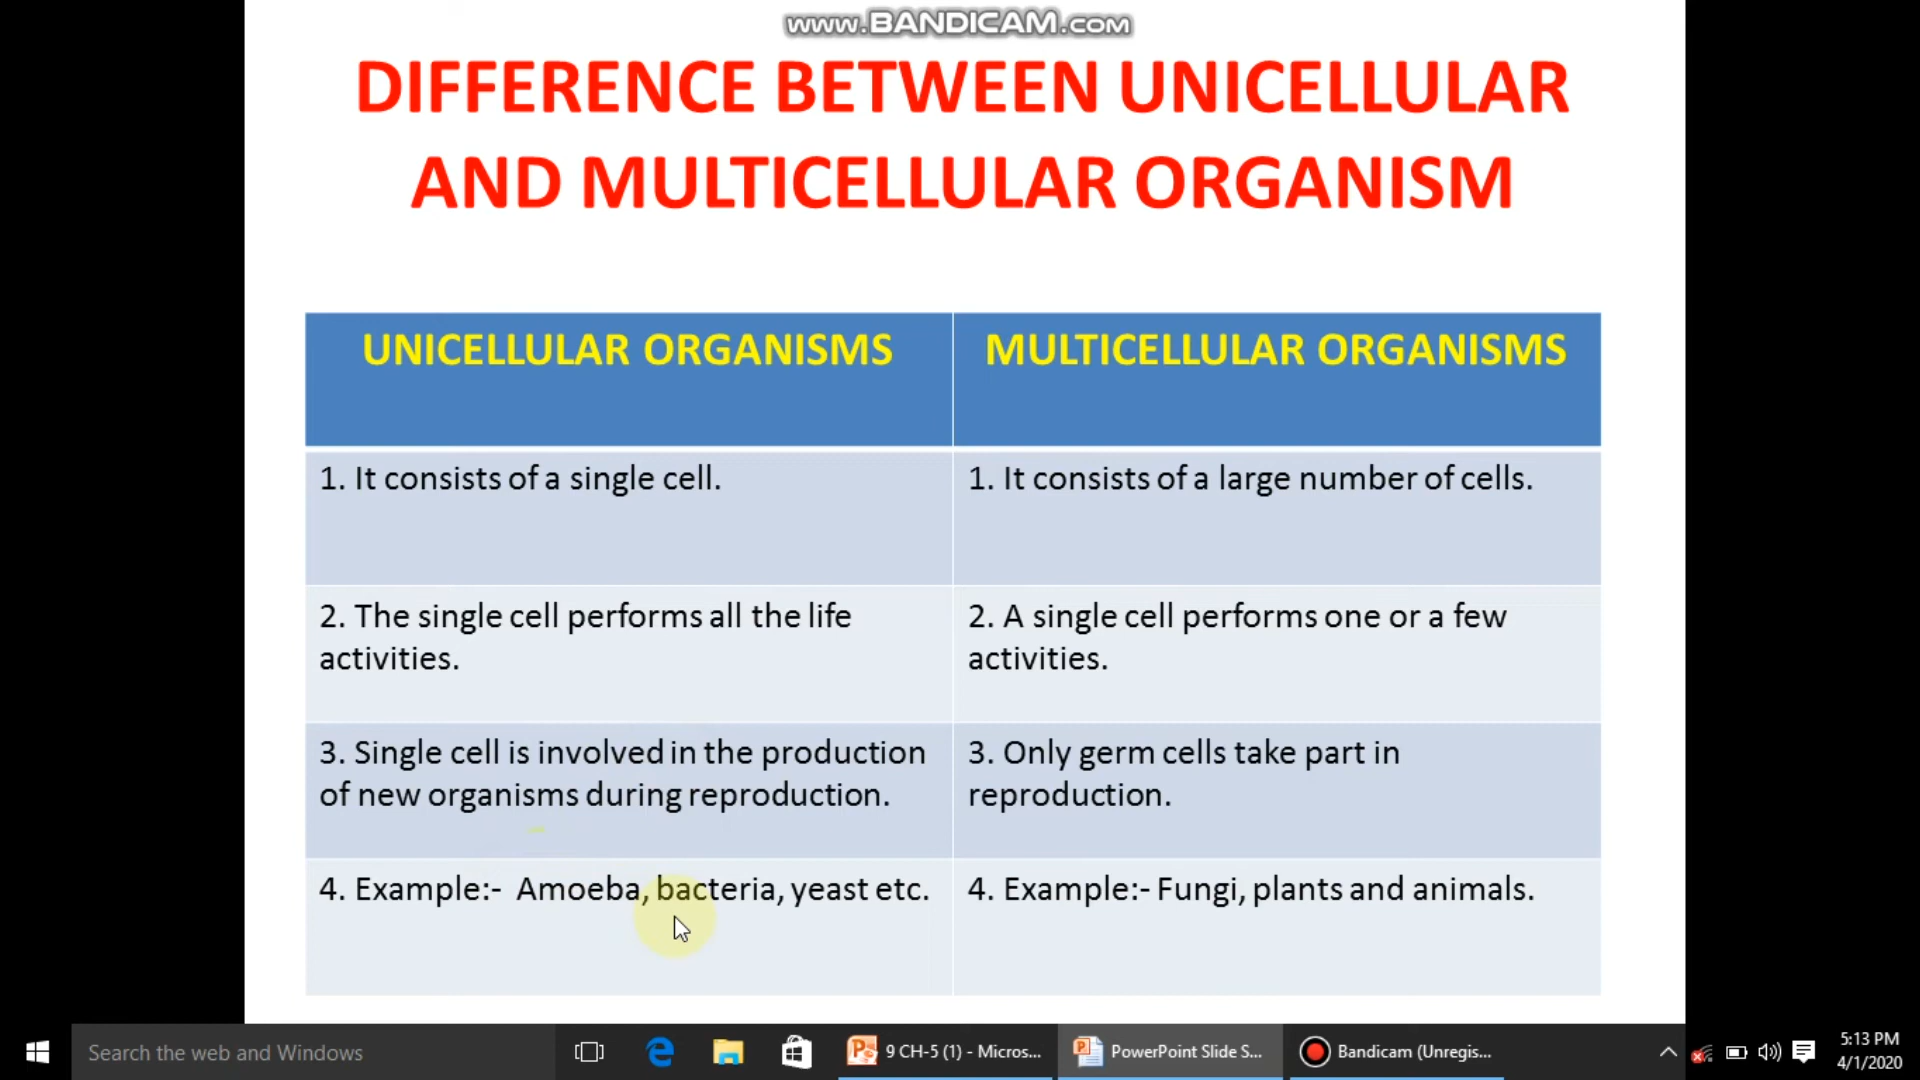 www.BANDICAM.com
DIFFERENCE BETWEEN UNICELLULAR
AND MULTICELLULAR ORGANISM
UNICELLULAR ORGANISMS
MULTICELLULAR ORGANISMS
1. It consists of a single cell.
1. It consists of a large number of cells.
2. The single cell performs all the life
activities.
2. A single cell performs one or a few
activities.
3. Single cell is involved in the production
of new organisms during reproduction.
3. Only germ cells take part in
reproduction.
4. Example:- Amoeba, bacteria, yeast etc.
4. Example:- Fungi, plants and animals.
Search the web and Windows
9 CH-5 (1) - Micros...
PowerPoint Slide S...
Bandicam (Unregis...
5:13 PM
4/1/2020